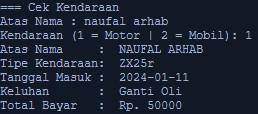 === Cek Kendaraan
Atas Nama : naufal arhab
Kendaraan (1 = Motor | 2 = Mobil): 1
Atas Nama      :  NAUFAL ARHAB
Tipe Kendaraan:  ZX25r
Tanggal Masuk :  2024-01-11
Keluhan        :  Ganti Oli
Total Bayar    :  Rp. 50000